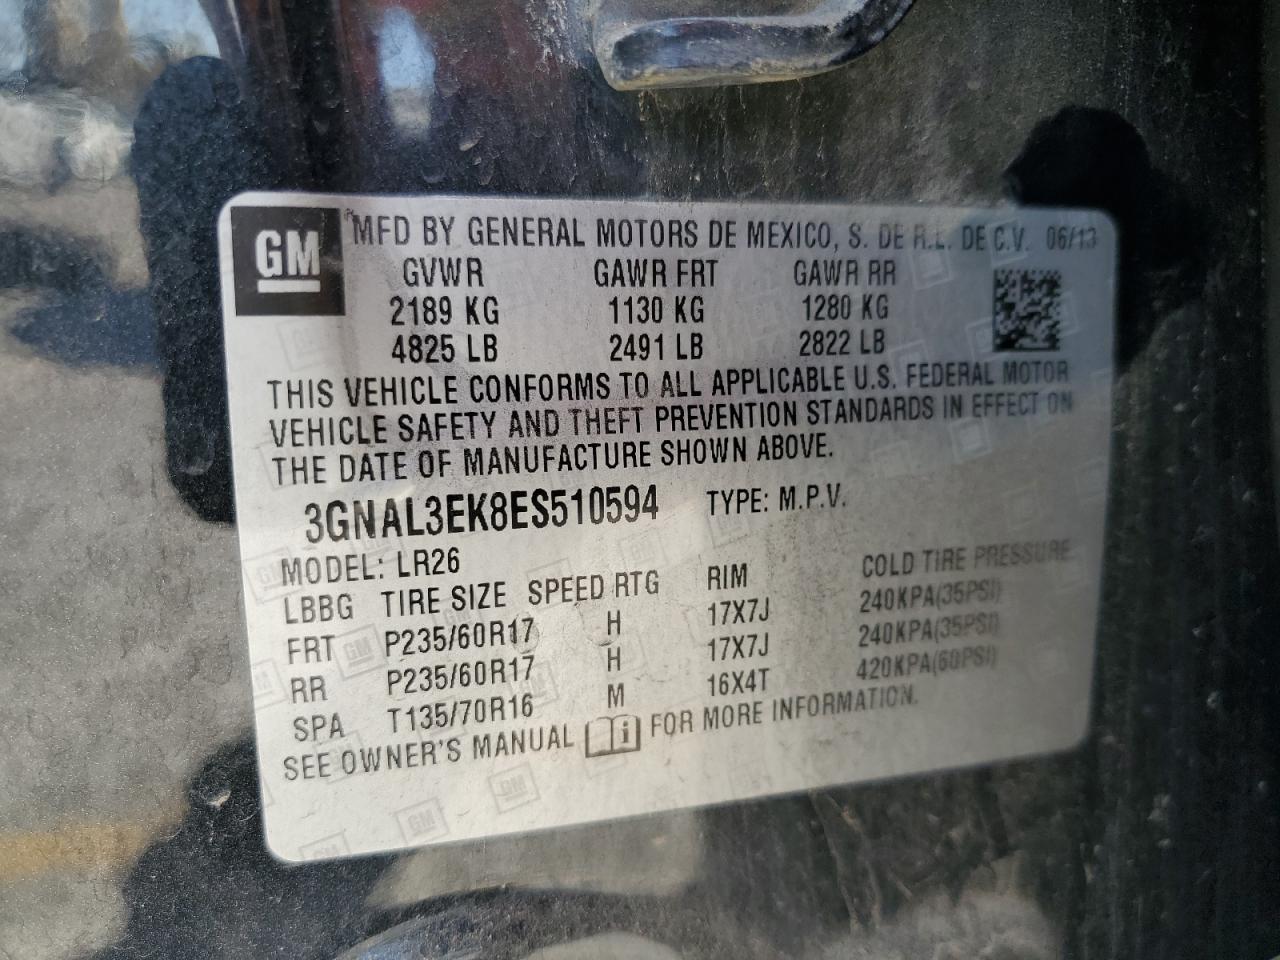 GM
MFD BY GENERAL MOTORS DE MEXICO, S. DE R.L. DE C.V. 06/13
GVWR GAWR FRT GAWR RR
2189 KG 1130 KG 1280 KG
4825 LB 2491 LB 2822 LB
THIS VEHICLE CONFORMS TO ALL APPLICABLE U.S. FEDERAL MOTOR
VEHICLE SAFETY AND THEFT PREVENTION STANDARDS IN EFFECT ON
THE DATE OF MANUFACTURE SHOWN ABOVE.
3GNAL3EK8ES510594 TYPE: M.P.V.
MODEL: LR26
LBBG TIRE SIZE SPEED RTG RIM COLD TIRE PRESSURE
FRT P235/60R17 H 17X7J 240KPA(35PSI)
RR P235/60R17 H 17X7J 240KPA(35PSI)
SPA T135/70R16 M 16X4T 420KPA(60PSI)
SEE OWNER'S MANUAL i FOR MORE INFORMATION.